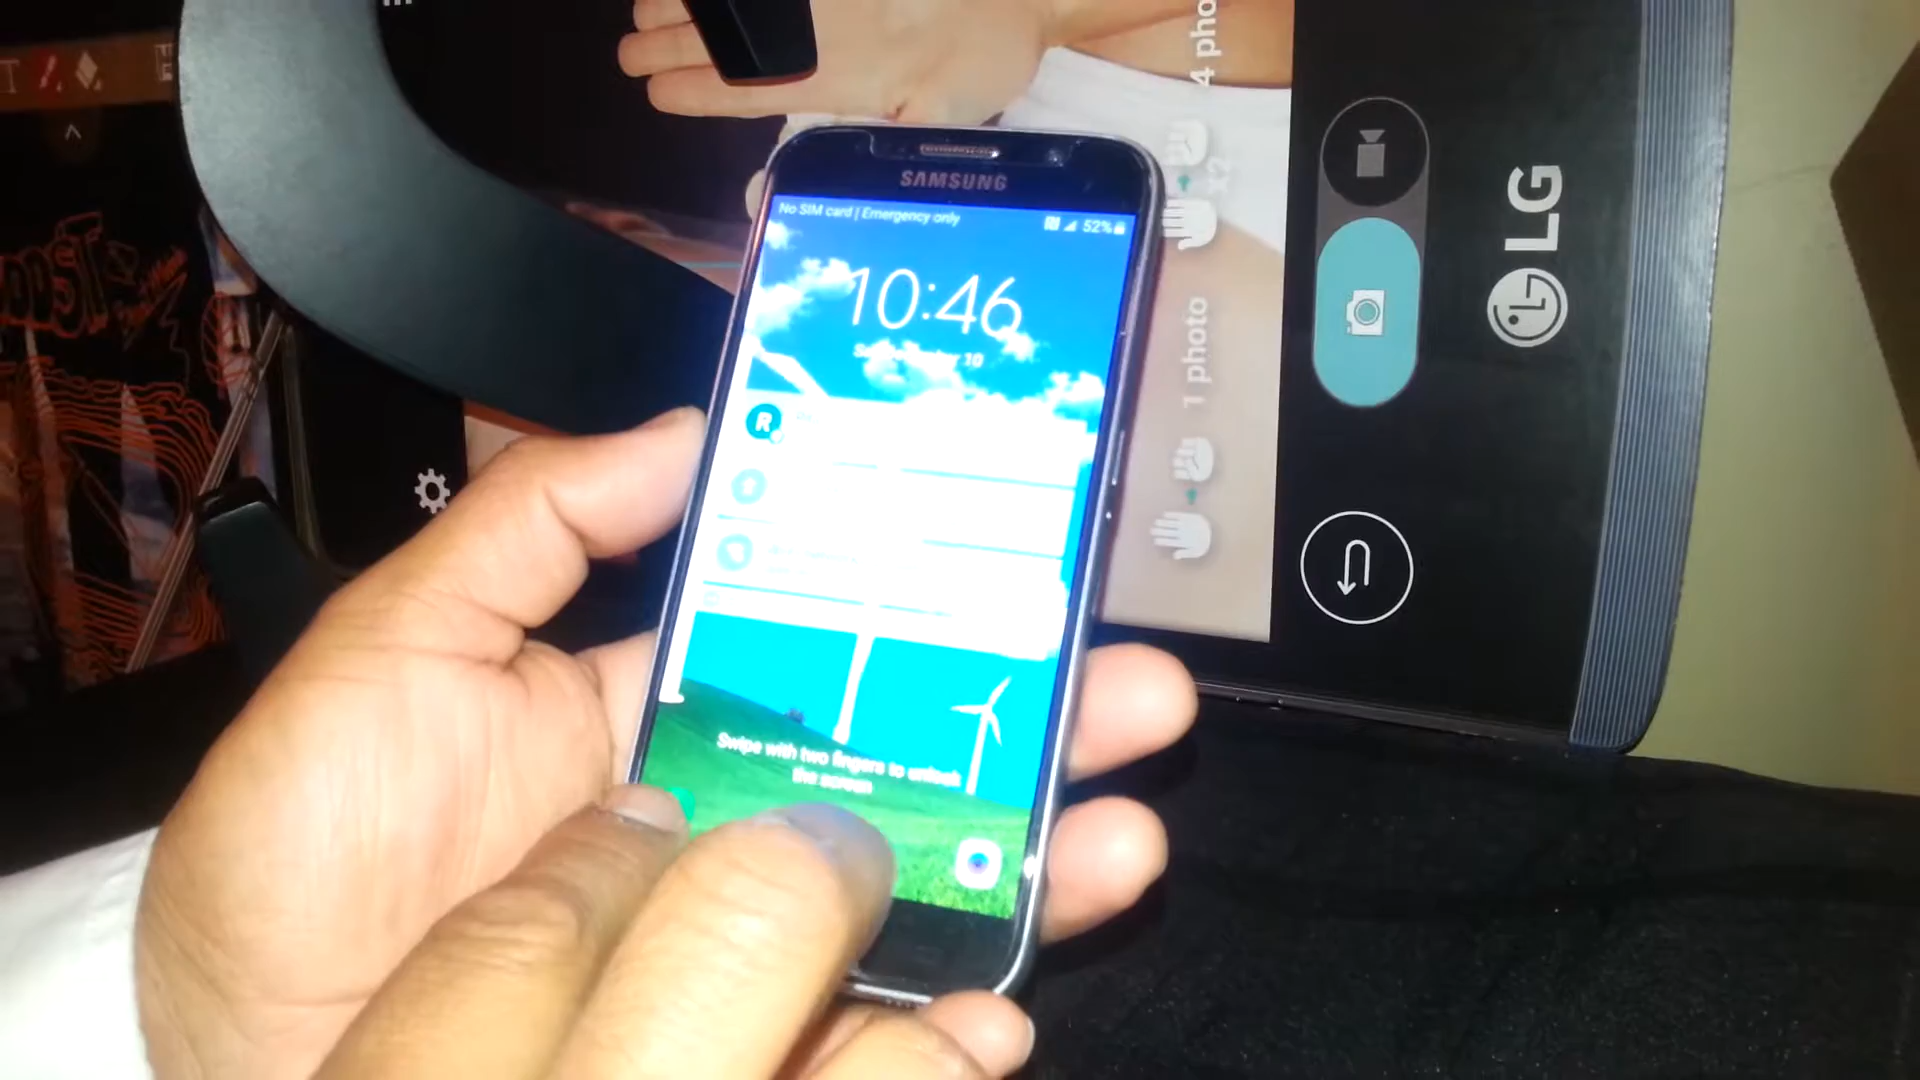 SAMSUNG
No SIM card | Emergency only
52%
10:46
R
Swipe with two fingers to unlock
the screen
4 pho
x2
1 photo
LG
T